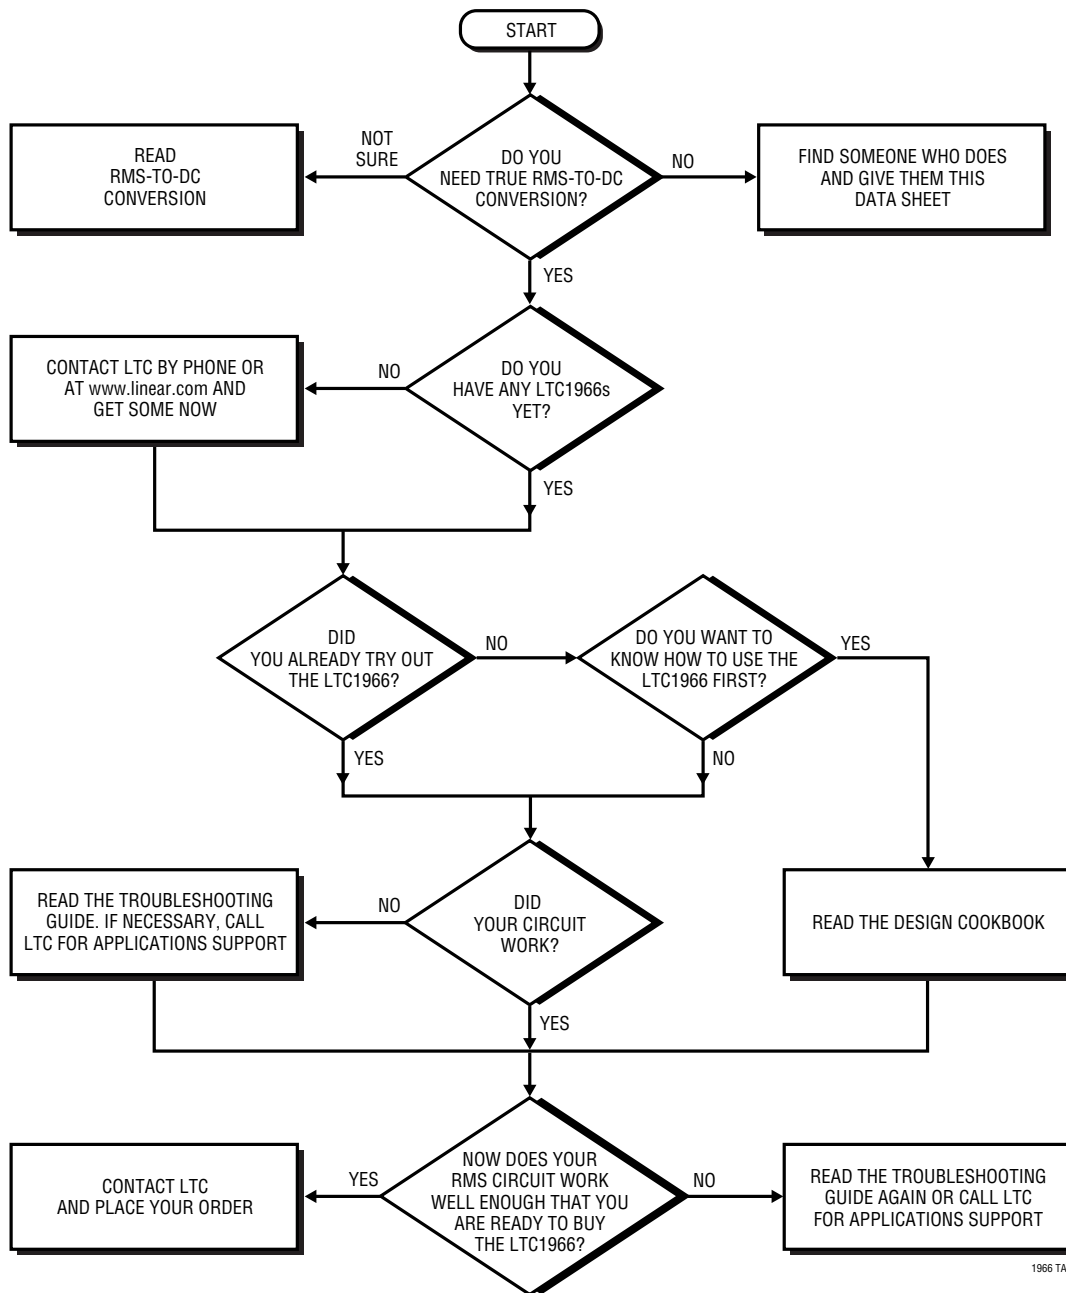 START
NOT
SURE
READ
RMS-TO-DC
CONVERSION
DO YOU
NEED TRUE RMS-TO-DC
CONVERSION?
NO
FIND SOMEONE WHO DOES
AND GIVE THEM THIS
DATA SHEET
YES
CONTACT LTC BY PHONE OR
AT www.linear.com AND
GET SOME NOW
NO
DO YOU
HAVE ANY LTC1966s
YET?
YES
DID
YOU ALREADY TRY OUT
THE LTC1966?
NO
DO YOU WANT TO
KNOW HOW TO USE THE
LTC1966 FIRST?
YES
YES
NO
READ THE TROUBLESHOOTING
GUIDE. IF NECESSARY, CALL
LTC FOR APPLICATIONS SUPPORT
NO
DID
YOUR CIRCUIT
WORK?
READ THE DESIGN COOKBOOK
YES
CONTACT LTC
AND PLACE YOUR ORDER
YES
NOW DOES YOUR
RMS CIRCUIT WORK
WELL ENOUGH THAT YOU
ARE READY TO BUY
THE LTC1966?
NO
READ THE TROUBLESHOOTING
GUIDE AGAIN OR CALL LTC
FOR APPLICATIONS SUPPORT
1966 TA